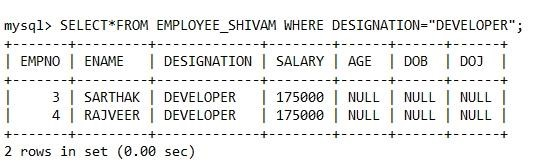 mysql> SELECT*FROM EMPLOYEE_SHIVAM WHERE DESIGNATION="DEVELOPER";
+-------+---------+-------------+--------+------+------+------+
| EMPNO | ENAME   | DESIGNATION | SALARY | AGE  | DOB  | DOJ  |
+-------+---------+-------------+--------+------+------+------+
|     3 | SARTHAK | DEVELOPER   | 175000 | NULL | NULL | NULL |
|     4 | RAJVEER | DEVELOPER   | 175000 | NULL | NULL | NULL |
+-------+---------+-------------+--------+------+------+------+
2 rows in set (0.00 sec)